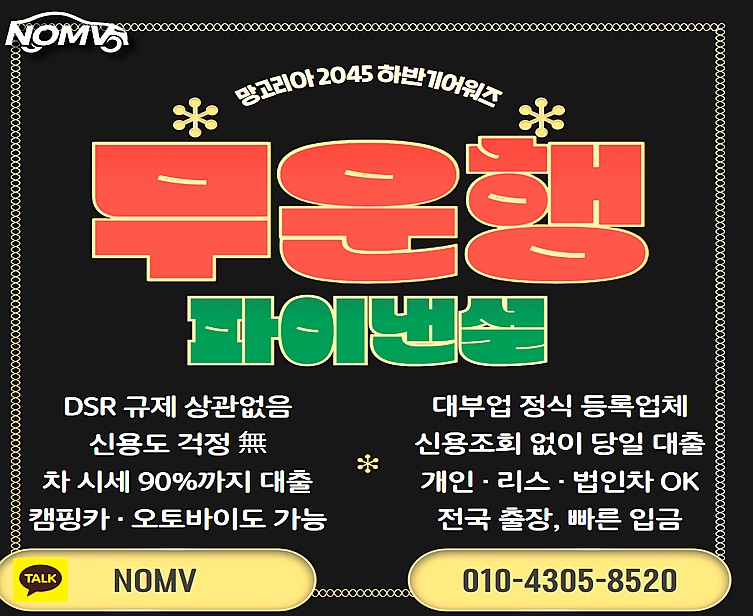 NOMV
망고리아 2045 하반기어워즈
무운행
파이낸셜
DSR 규제 상관없음
신용도 걱정 無
차 시세 90%까지 대출
캠핑카 · 오토바이도 가능
대부업 정식 등록업체
신용조회 없이 당일 대출
개인 · 리스 · 법인차 OK
전국 출장, 빠른 입금
TALK
NOMV
010-4305-8520